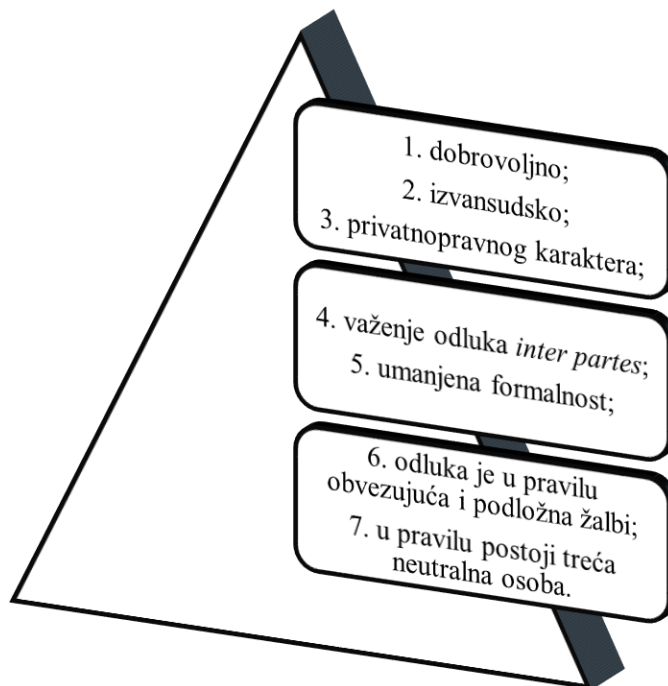 1. dobrovoljno;
2. izvansudsko;
3. privatnopravnog karaktera;
4. važenje odluka inter partes;
5. umanjena formalnost;
6. odluka je u pravilu
obvezujuća i podložna žalbi;
7. u pravilu postoji treća
neutralna osoba.